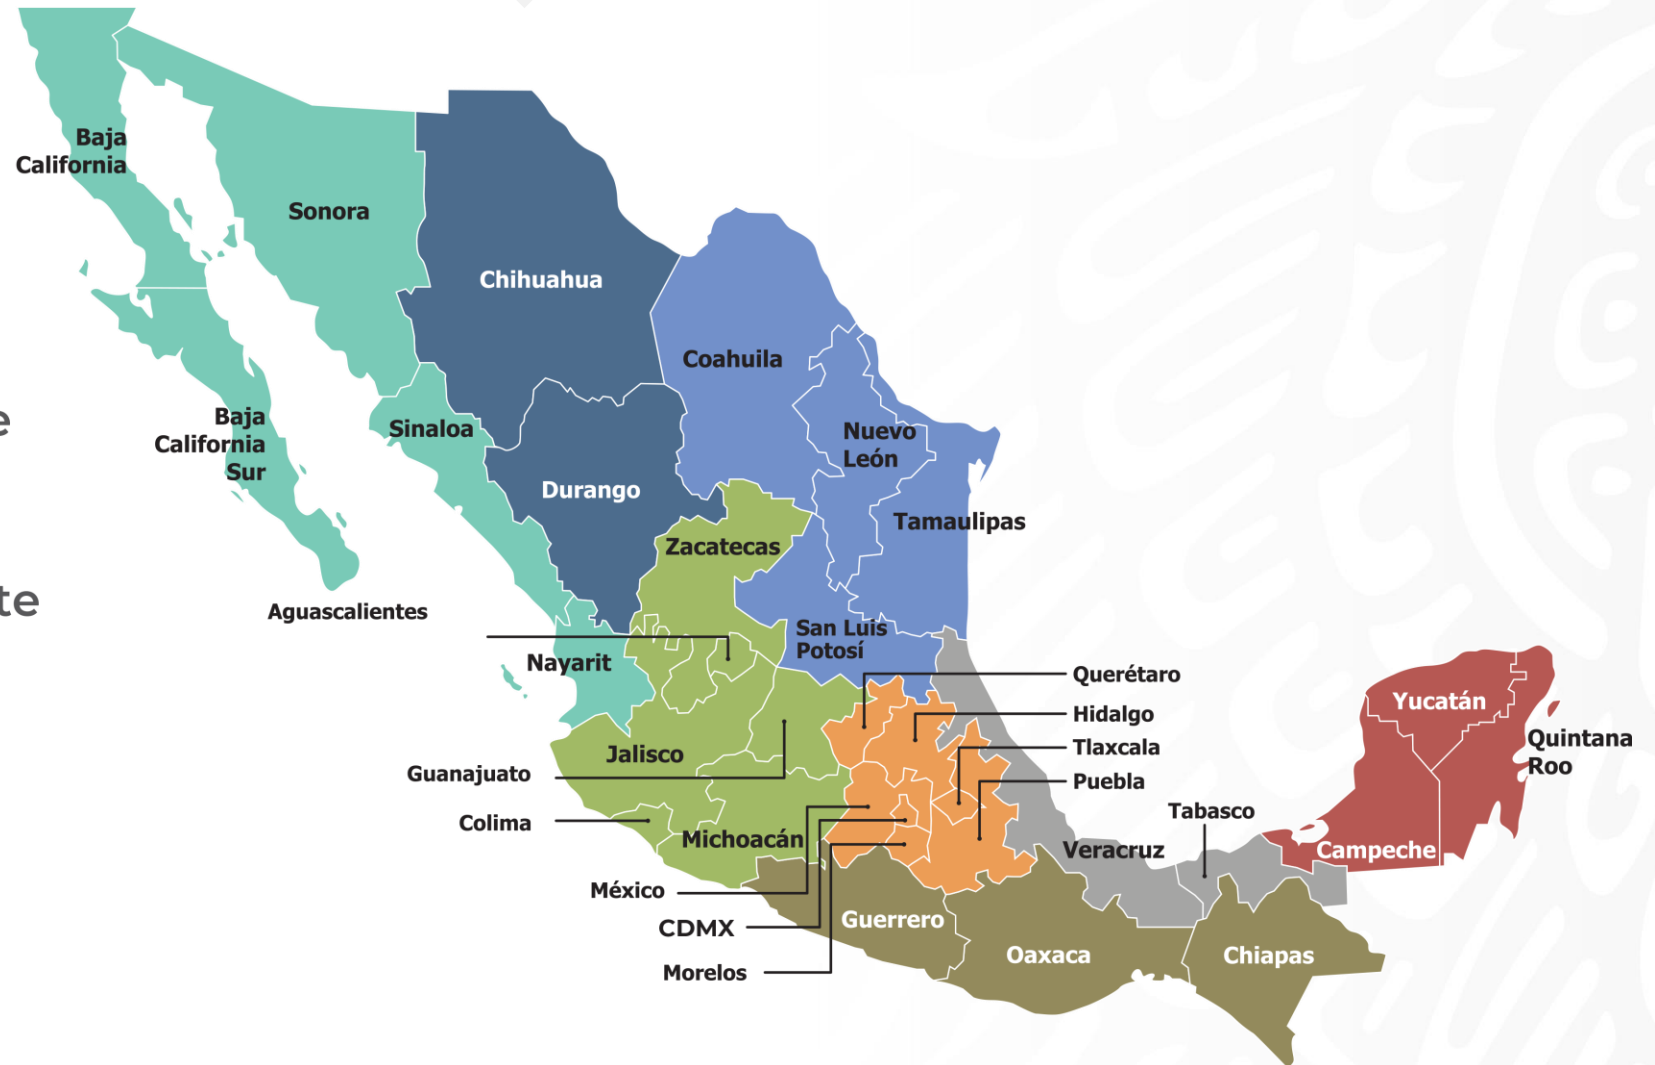 Baja
California
Sonora
Chihuahua
Coahuila
e
Baja
California
Sur
Sinaloa
Nuevo
León
Durango
Tamaulipas
Zacatecas
te
Aguascalientes
San Luis
Potosí
Nayarit
Querétaro
Yucatán
Hidalgo
Quintana
Roo
Tlaxcala
Jalisco
Guanajuato
Puebla
Tabasco
Colima
Michoacán
Veracruz
Campeche
México
CDMX
Guerrero
Oaxaca
Chiapas
Morelos